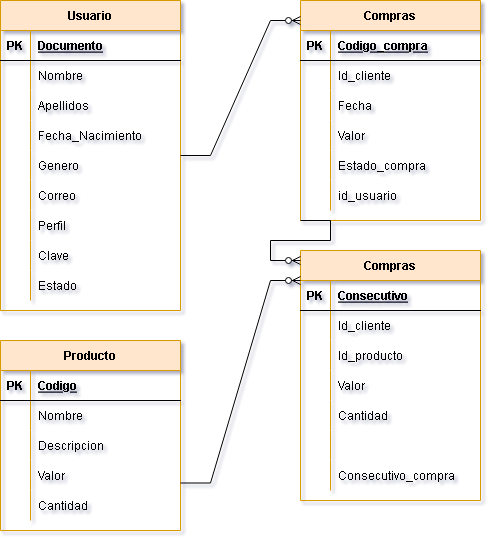 Usuario
PK Documento
Nombre
Apellidos
Fecha_Nacimiento
Genero
Correo
Perfil
Clave
Estado
Compras
PK Codigo_compra
Id_cliente
Fecha
Valor
Estado_compra
id_usuario
Producto
PK Codigo
Nombre
Descripcion
Valor
Cantidad
Compras
PK Consecutivo
Id_cliente
Id_producto
Valor
Cantidad
Consecutivo_compra